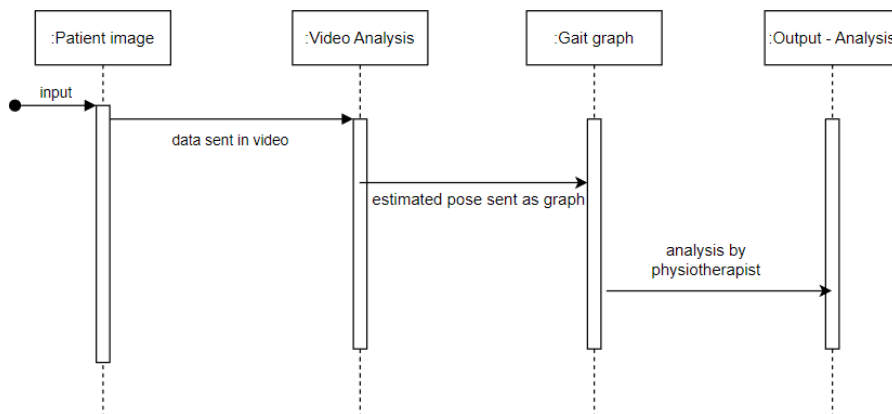 :Patient image
:Video Analysis
:Gait graph
:Output - Analysis
input
data sent in video
estimated pose sent as graph
analysis by
physiotherapist